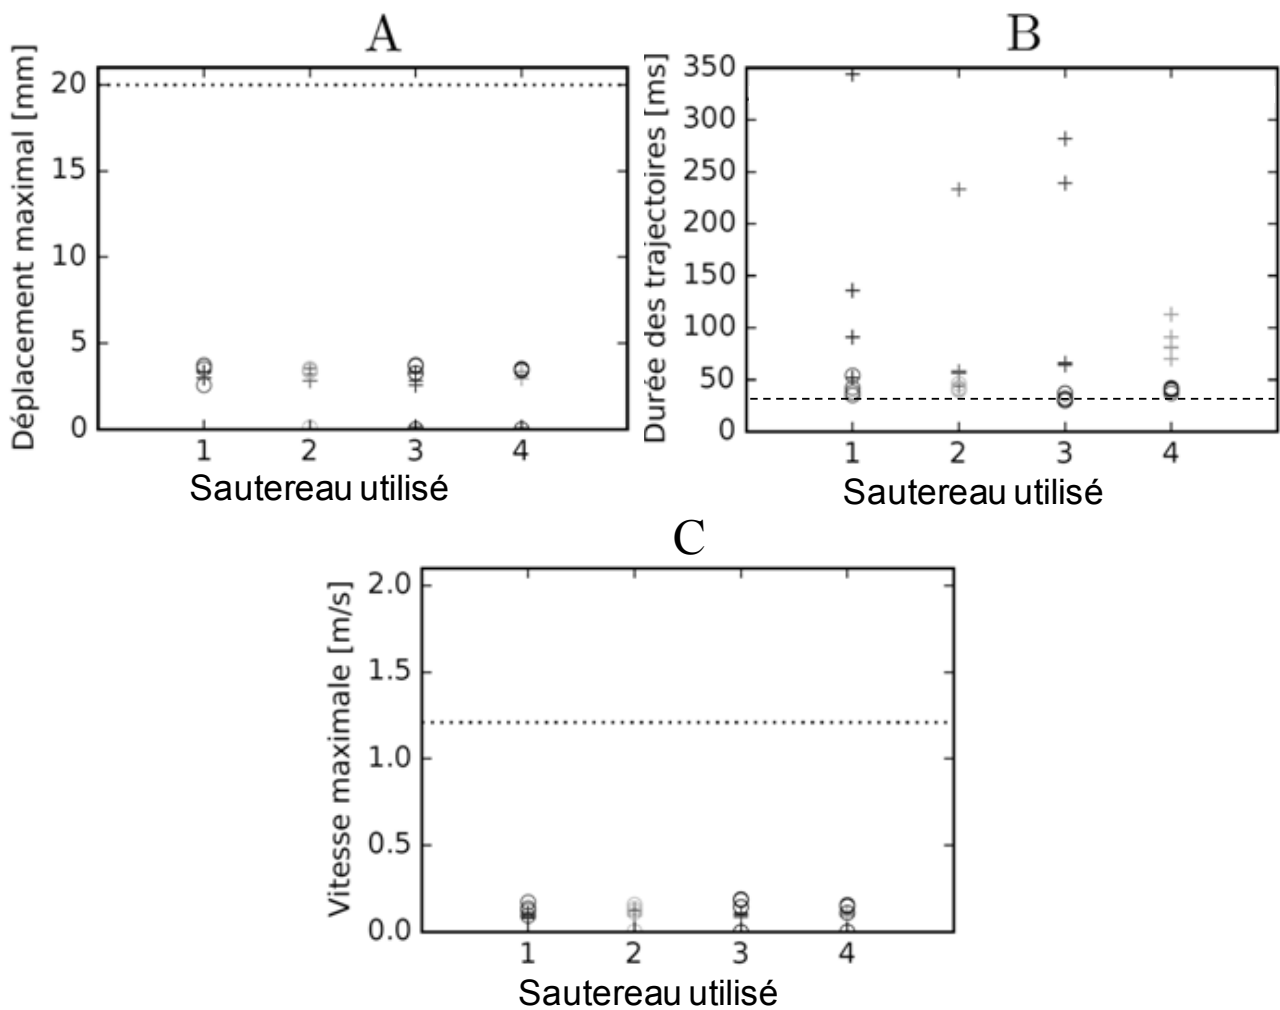 A
Déplacement maximal [mm]
20
15
10
5
0
1 2 3 4
Sautereau utilisé
B
Durée des trajectoires [ms]
350
300
250
200
150
100
50
0
1 2 3 4
Sautereau utilisé
C
Vitesse maximale [m/s]
2.0
1.5
1.0
0.5
0.0
1 2 3 4
Sautereau utilisé